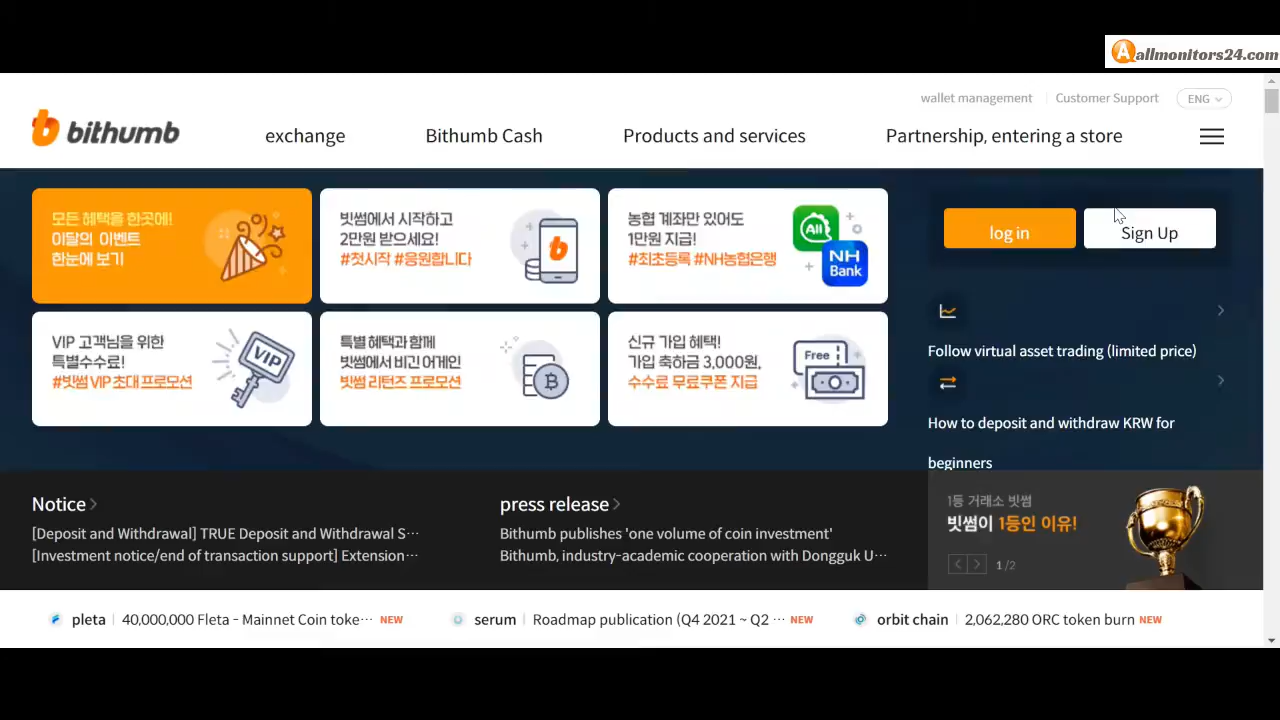 allmonitors24.com
wallet management
Customer Support
ENG
bithumb
exchange
Bithumb Cash
Products and services
Partnership, entering a store
모든 혜택을 한곳에!
이달의 이벤트
한눈에 보기
빗썸에서 시작하고
2만원 받으세요!
#첫시작 #응원합니다
농협 계좌만 있어도
1만원 지급!
#최초등록 #NH농협은행
All
NH
Bank
log in
Sign Up
VIP 고객님을 위한
특별수수료!
#빗썸 VIP 초대 프로모션
VIP
특별 혜택과 함께
빗썸에서 비긴 어게인
빗썸 리턴즈 프로모션
신규 가입 혜택!
가입 축하금 3,000원,
수수료 무료쿠폰 지급
Free
Follow virtual asset trading (limited price)
How to deposit and withdraw KRW for
beginners
Notice
[Deposit and Withdrawal] TRUE Deposit and Withdrawal S···
[Investment notice/end of transaction support] Extension···
press release
Bithumb publishes 'one volume of coin investment'
Bithumb, industry-academic cooperation with Dongguk U···
1등 거래소 빗썸
빗썸이 1등인 이유!
1/2
pleta
40,000,000 Fleta - Mainnet Coin toke··· NEW
serum
Roadmap publication (Q4 2021 ~ Q2 ··· NEW
orbit chain
2,062,280 ORC token burn NEW